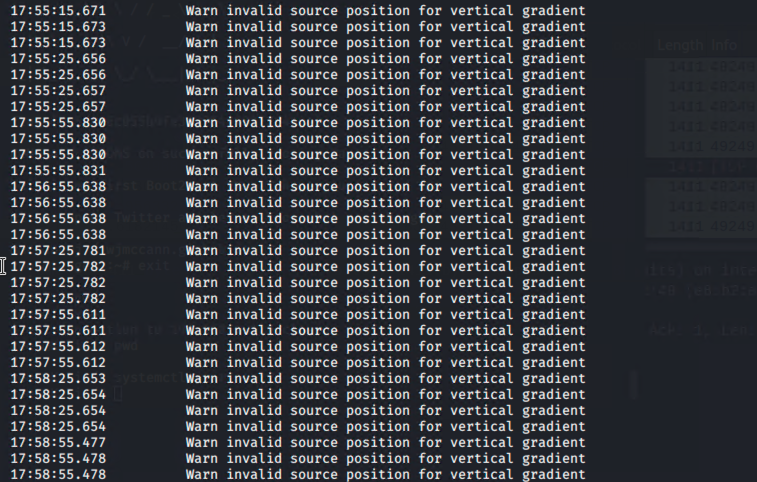 17:55:15.671 Warn invalid source position for vertical gradient
17:55:15.673 Warn invalid source position for vertical gradient
17:55:15.673 Warn invalid source position for vertical gradient
17:55:25.656 Warn invalid source position for vertical gradient
17:55:25.656 Warn invalid source position for vertical gradient
17:55:25.657 Warn invalid source position for vertical gradient
17:55:25.657 Warn invalid source position for vertical gradient
17:55:55.830 Warn invalid source position for vertical gradient
17:55:55.830 Warn invalid source position for vertical gradient
17:55:55.830 Warn invalid source position for vertical gradient
17:55:55.831 Warn invalid source position for vertical gradient
17:56:55.638 Warn invalid source position for vertical gradient
17:56:55.638 Warn invalid source position for vertical gradient
17:56:55.638 Warn invalid source position for vertical gradient
17:56:55.638 Warn invalid source position for vertical gradient
17:57:25.781 Warn invalid source position for vertical gradient
17:57:25.782 Warn invalid source position for vertical gradient
17:57:25.782 Warn invalid source position for vertical gradient
17:57:25.782 Warn invalid source position for vertical gradient
17:57:55.611 Warn invalid source position for vertical gradient
17:57:55.611 Warn invalid source position for vertical gradient
17:57:55.612 Warn invalid source position for vertical gradient
17:57:55.612 Warn invalid source position for vertical gradient
17:58:25.653 Warn invalid source position for vertical gradient
17:58:25.654 Warn invalid source position for vertical gradient
17:58:25.654 Warn invalid source position for vertical gradient
17:58:25.654 Warn invalid source position for vertical gradient
17:58:55.477 Warn invalid source position for vertical gradient
17:58:55.478 Warn invalid source position for vertical gradient
17:58:55.478 Warn invalid source position for vertical gradient
Length Info